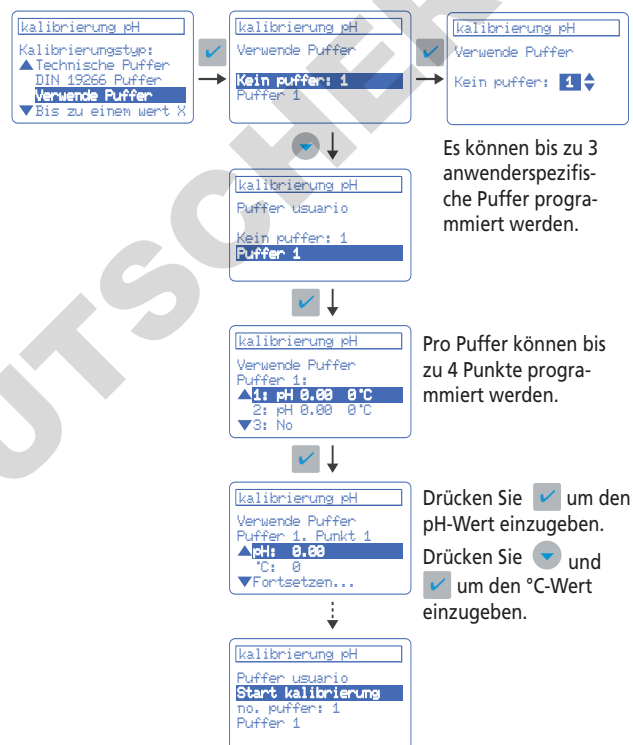 kalibrierung pH
Kalibrierungstyp:
▲Technische Puffer
DIN 19266 Puffer
Verwende Puffer
▼Bis zu einem wert X
kalibrierung pH
Verwende Puffer
Kein puffer: 1
Puffer 1
kalibrierung pH
Verwende Puffer
Kein puffer: 1
Es können bis zu 3
anwenderspezifis-
che Puffer progra-
mmiert werden.
kalibrierung pH
Puffer usuario
Kein puffer: 1
Puffer 1
kalibrierung pH
Verwende Puffer
Puffer 1:
▲1: pH 0.00 0°C
2: pH 0.00 0°C
▼3: No
Pro Puffer können bis
zu 4 Punkte progra-
mmiert werden.
kalibrierung pH
Verwende Puffer
Puffer 1. Punkt 1
▲pH: 0.00
°C: 0
▼Fortsetzen...
Drücken Sie ✓ um den
pH-Wert einzugeben.
Drücken Sie ▼ und
✓ um den °C-Wert
einzugeben.
kalibrierung pH
Puffer usuario
Start kalibrierung
no. puffer: 1
Puffer 1
UTSCHER